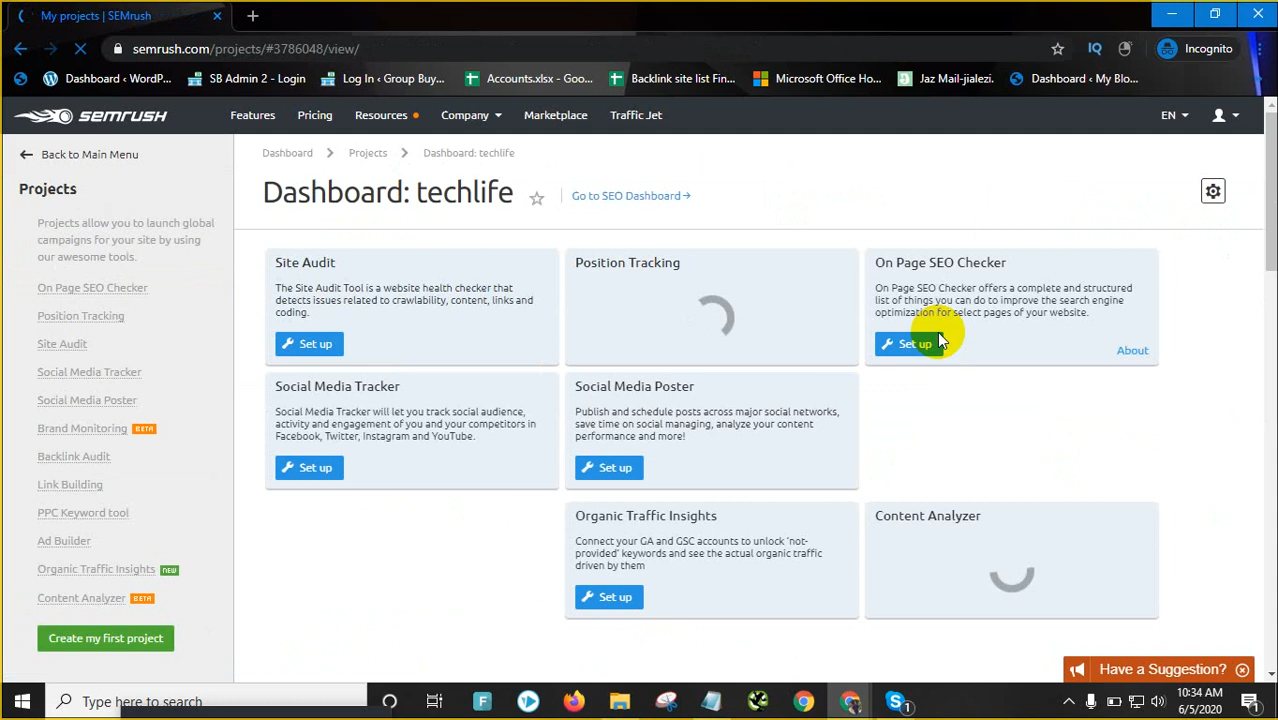 My projects | SEMrush
semrush.com/projects/#3786048/view/
Incognito
Dashboard ‹ WordP...
SB Admin 2 - Login
Log In ‹ Group Buy...
Accounts.xlsx - Goo...
Backlink site list Fin...
Microsoft Office Ho...
Jaz Mail-jialezi.
Dashboard ‹ My Blo...
SEMRUSH
Features
Pricing
Resources
Company
Marketplace
Traffic Jet
EN
Back to Main Menu
Projects
Projects allow you to launch global
campaigns for your site by using
our awesome tools.
On Page SEO Checker
Position Tracking
Site Audit
Social Media Tracker
Social Media Poster
Brand Monitoring BETA
Backlink Audit
Link Building
PPC Keyword tool
Ad Builder
Organic Traffic Insights NEW
Content Analyzer BETA
Create my first project
Dashboard
Projects
Dashboard: techlife
Dashboard: techlife
Go to SEO Dashboard
Site Audit
The Site Audit Tool is a website health checker that
detects issues related to crawlability, content, links and
coding.
Set up
Position Tracking
On Page SEO Checker
On Page SEO Checker offers a complete and structured
list of things you can do to improve the search engine
optimization for select pages of your website.
Set up
About
Social Media Tracker
Social Media Tracker will let you track social audience,
activity and engagement of you and your competitors in
Facebook, Twitter, Instagram and YouTube.
Set up
Social Media Poster
Publish and schedule posts across major social networks,
save time on social managing, analyze your content
performance and more!
Set up
Organic Traffic Insights
Connect your GA and GSC accounts to unlock 'not-
provided' keywords and see the actual organic traffic
driven by them
Set up
Content Analyzer
Have a Suggestion?
Type here to search
10:34 AM
6/5/2020